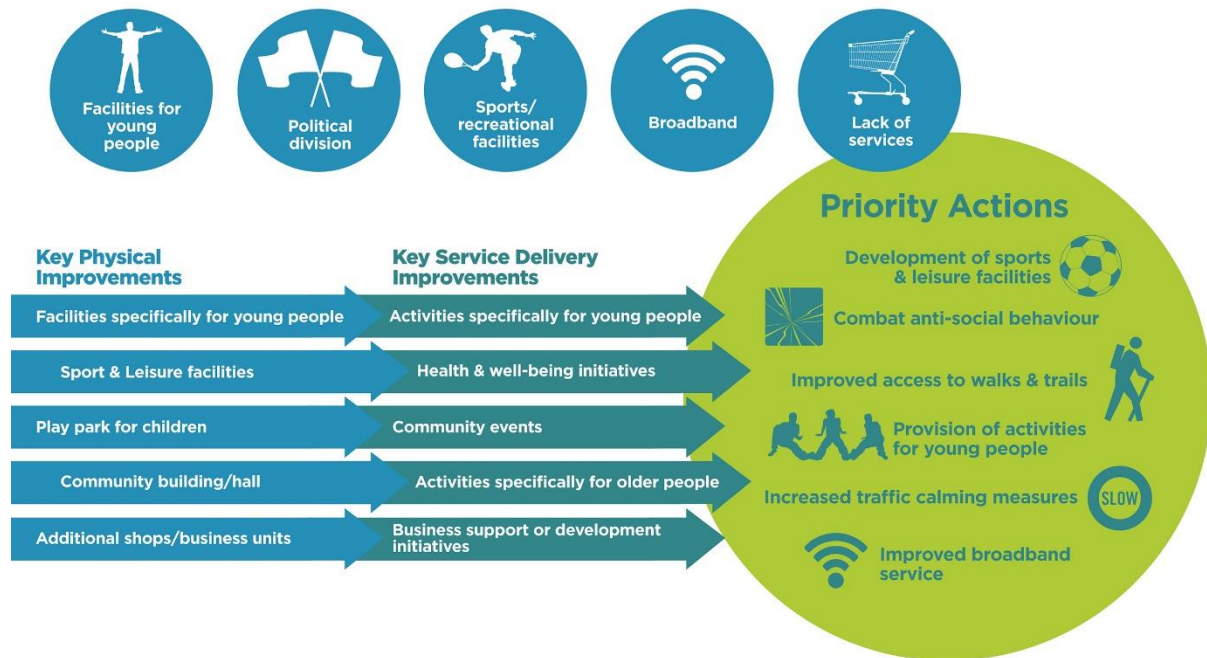 Facilities for
young
people
Political
division
Sports/
recreational
facilities
Broadband
Lack of
services
Priority Actions
Key Physical
Improvements
Key Service Delivery
Improvements
Facilities specifically for young people
Activities specifically for young people
Sport & Leisure facilities
Health & well-being initiatives
Play park for children
Community events
Community building/hall
Activities specifically for older people
Additional shops/business units
Business support or development
initiatives
Development of sports
& leisure facilities
Combat anti-social behaviour
Improved access to walks & trails
Provision of activities
for young people
Increased traffic calming measures
SLOW
Improved broadband
service